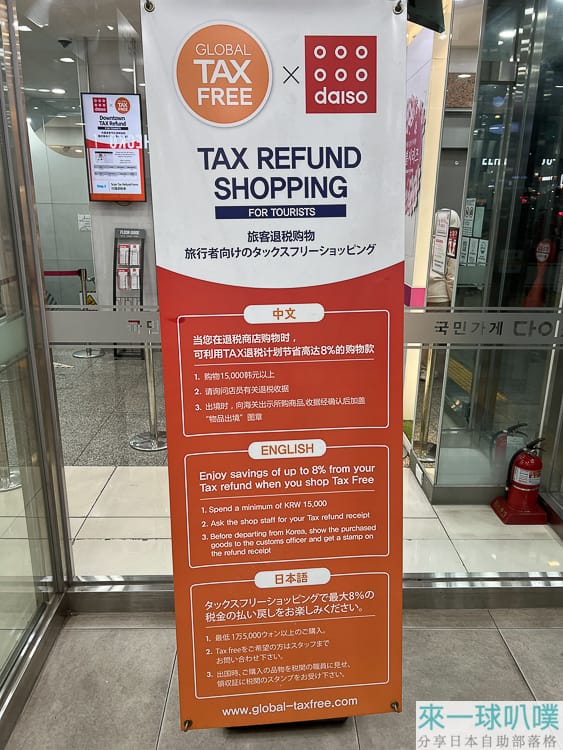 GLOBAL
TAX
FREE
×
daiso
TAX REFUND
SHOPPING
FOR TOURISTS
旅客退税购物
旅行者向けのタックスフリーショッピング
中文
当您在退税商店购物时，
可利用TAX退税计划节省高达8%的购物款
1. 购物15,000韩元以上
2. 请询问店员有关退税收据
3. 出境时，向海关出示所购商品,收据经确认后加盖
“物品出境”图章
ENGLISH
Enjoy savings of up to 8% from your
Tax refund when you shop Tax Free
1. Spend a minimum of KRW 15,000
2. Ask the shop staff for your Tax refund receipt
3. Before departing from Korea, show the purchased
goods to the customs officer and get a stamp on
the refund receipt
日本語
タックスフリーショッピングで最大8%の
税金の払い戻しをお楽しみください。
1. 最低 1万5,000ウォン以上のご購入。
2. Tax freeをご希望の方はスタッフまで
お問い合わせ下さい。
3. 出国時、ご購入の品物を税関の職員に見せ、
領収証に税関のスタンプをお受け下さい。
www.global-taxfree.com
daiso
TAX
FREE
Downtown
TAX Refund
FOR TOURISTS
FLOOR GUIDE
국민
국민가게 다이
來一球叭噗
分享日本自助部落格